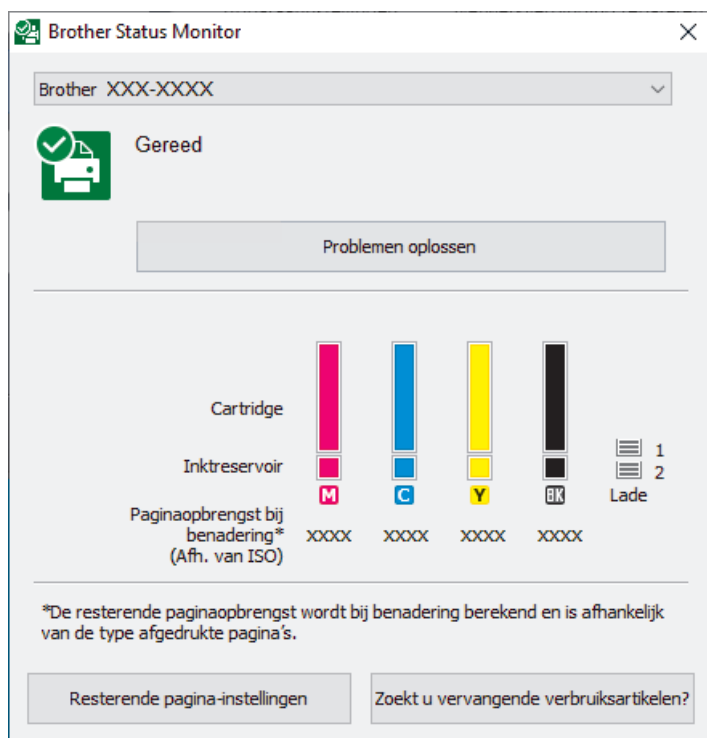 Brother Status Monitor
Brother XXX-XXXX
Gereed
Problemen oplossen
Cartridge
Inktreservoir
1
2
M C Y BK Lade
Paginaopbrengst bij
benadering*
(Afh. van ISO)
XXXX XXXX XXXX XXXX
*De resterende paginaopbrengst wordt bij benadering berekend en is afhankelijk
van de type afgedrukte pagina's.
Resterende pagina-instellingen
Zoekt u vervangende verbruiksartikelen?